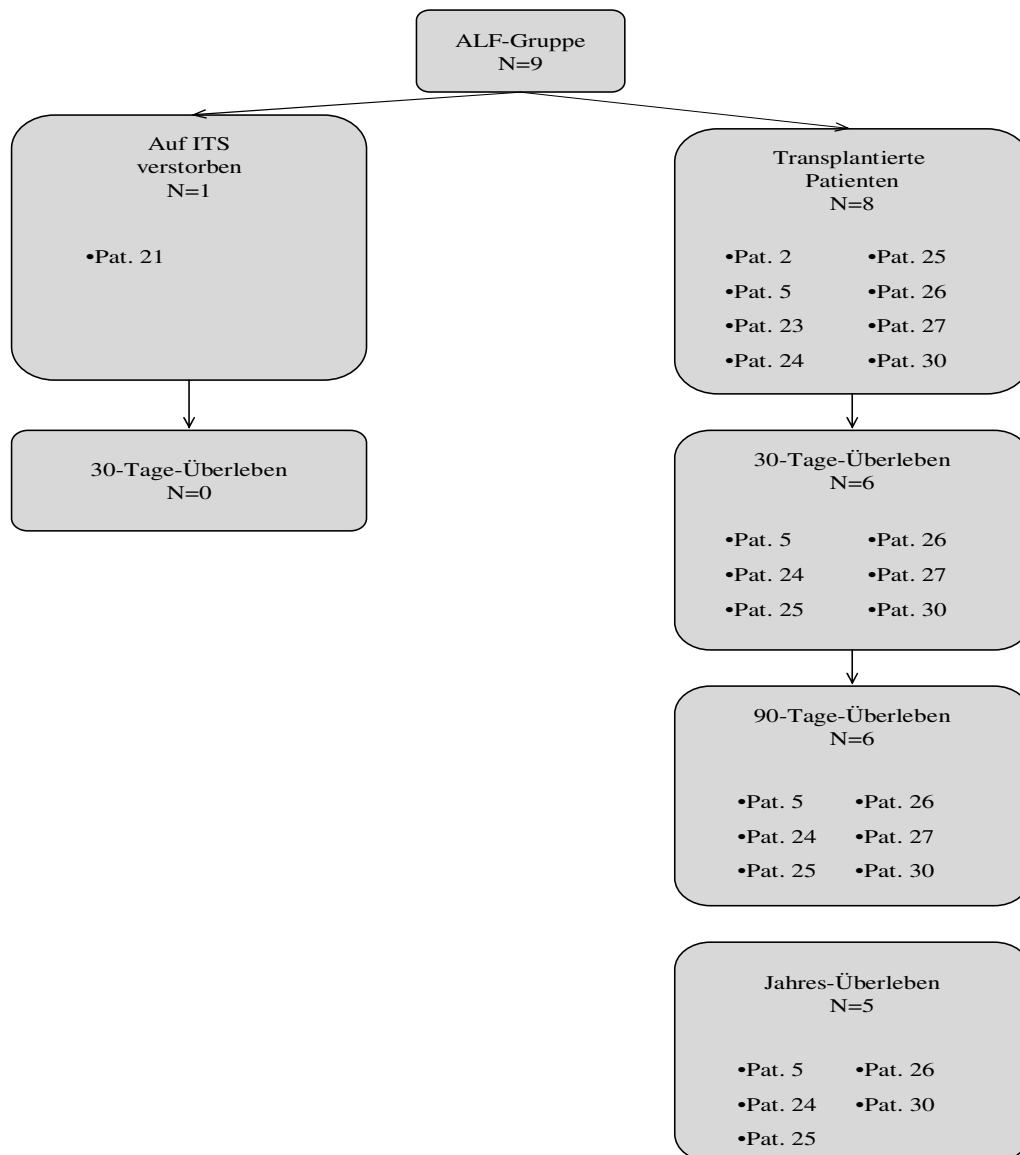 ALF-Gruppe
N=9
Auf ITS
verstorben
N=1
•Pat. 21
30-Tage-Überleben
N=0
Transplantierte
Patienten
N=8
•Pat. 2
•Pat. 5
•Pat. 23
•Pat. 24
•Pat. 25
•Pat. 26
•Pat. 27
•Pat. 30
30-Tage-Überleben
N=6
•Pat. 5
•Pat. 24
•Pat. 25
•Pat. 26
•Pat. 27
•Pat. 30
90-Tage-Überleben
N=6
•Pat. 5
•Pat. 24
•Pat. 25
•Pat. 26
•Pat. 27
•Pat. 30
Jahres-Überleben
N=5
•Pat. 5
•Pat. 24
•Pat. 25
•Pat. 26
•Pat. 30